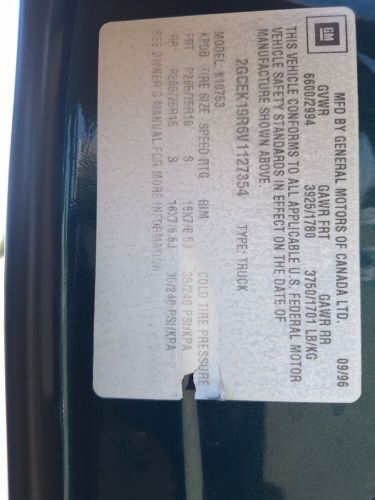 GM
MFD BY GENERAL MOTORS OF CANADA LTD. 09/96
GVWR GAWR FRT GAWR RR
6600/2994 3925/1780 3750/1701 LB/KG
THIS VEHICLE CONFORMS TO ALL APPLICABLE U.S. FEDERAL MOTOR
VEHICLE SAFETY STANDARDS IN EFFECT ON THE DATE OF
MANUFACTURE SHOWN ABOVE.
2GCEK19R6V1127354 TYPE: TRUCK
MODEL: K10753
KPDB TIRE SIZE SPEED RTG RIM COLD TIRE PRESSURE
FRT P265/75R16 S 16X7/6.5J 35/240 PSI/KPA
RR P265/75R16 S 16X7/6.5J 35/240 PSI/KPA
SEE OWNER'S MANUAL FOR MORE INFORMATION